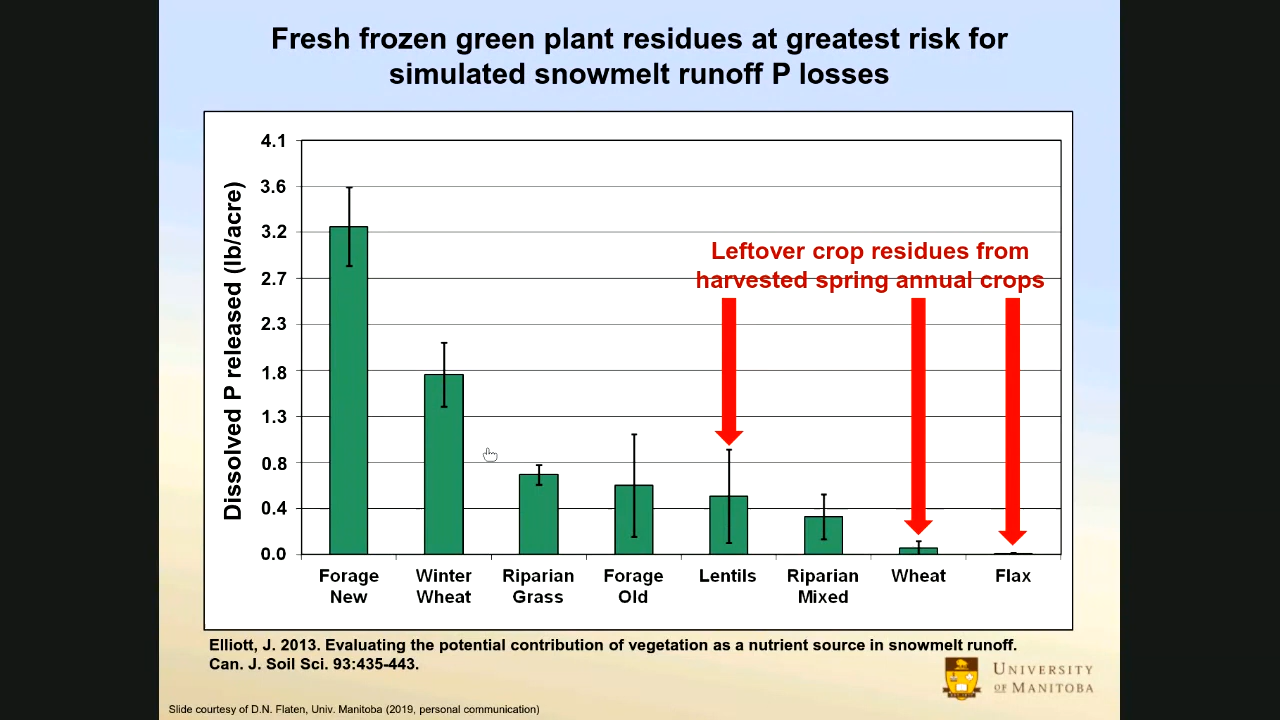 Fresh frozen green plant residues at greatest risk for
simulated snowmelt runoff P losses
Dissolved P released (lb/acre)
4.1
3.6
3.2
2.7
2.3
1.8
1.3
0.8
0.4
0.0
Leftover crop residues from
harvested spring annual crops
Forage New
Winter Wheat
Riparian Grass
Forage Old
Lentils
Riparian Mixed
Wheat
Flax
Elliott, J. 2013. Evaluating the potential contribution of vegetation as a nutrient source in snowmelt runoff.
Can. J. Soil Sci. 93:435-443.
UNIVERSITY
OF MANITOBA
Slide courtesy of D.N. Flaten, Univ. Manitoba (2019, personal communication)